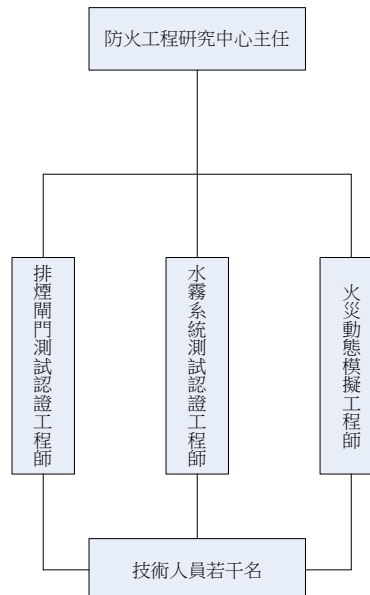 防火工程研究中心主任
排煙閘門測試認證工程師
水霧系統測試認證工程師
火災動態模擬工程師
技術人員若干名